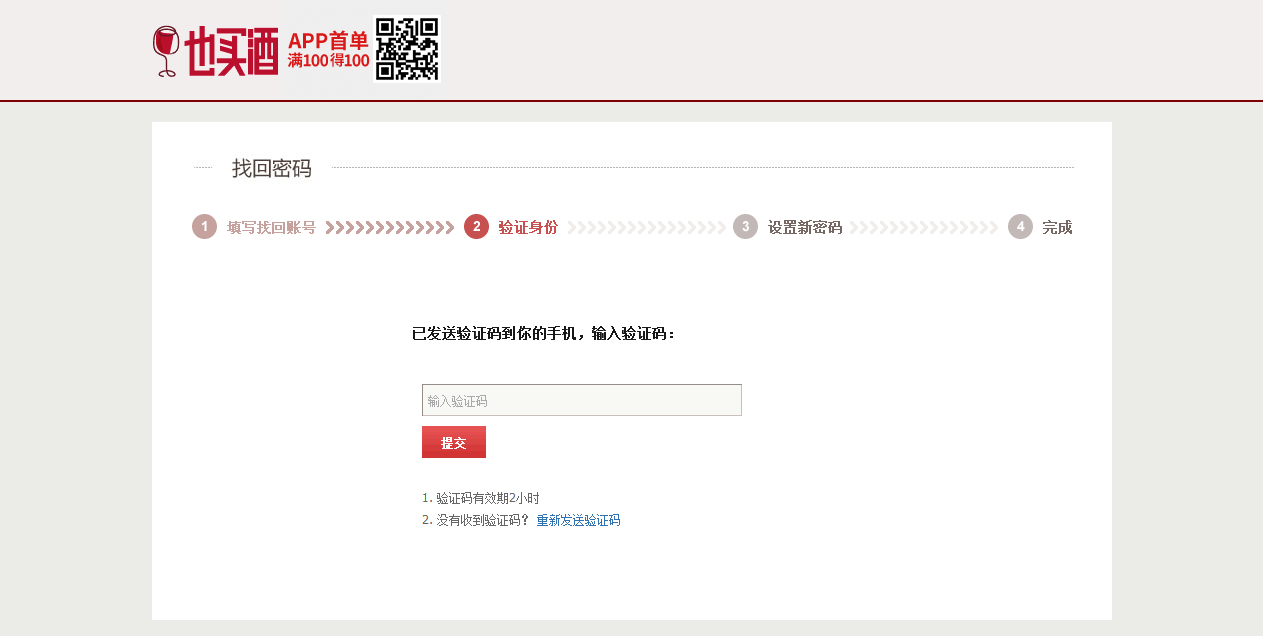 也买酒
APP首单
满100得100
找回密码
1 填写找回账号 2 验证身份 3 设置新密码 4 完成
已发送验证码到你的手机，输入验证码：
输入验证码
提交
1. 验证码有效期2小时
2. 没有收到验证码？ 重新发送验证码